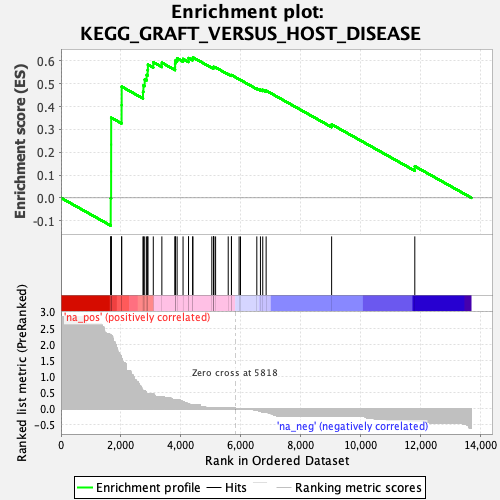 Enrichment plot:
KEGG_GRAFT_VERSUS_HOST_DISEASE
Enrichment score (ES)
0.6
0.5
0.4
0.3
0.2
0.1
0.0
-0.1
Ranked list metric (PreRanked)
3.0
2.5
2.0
1.5
1.0
0.5
0.0
-0.5
'na_pos' (positively correlated)
Zero cross at 5818
'na_neg' (negatively correlated)
0 2,000 4,000 6,000 8,000 10,000 12,000 14,000
Rank in Ordered Dataset
Enrichment profile Hits Ranking metric scores